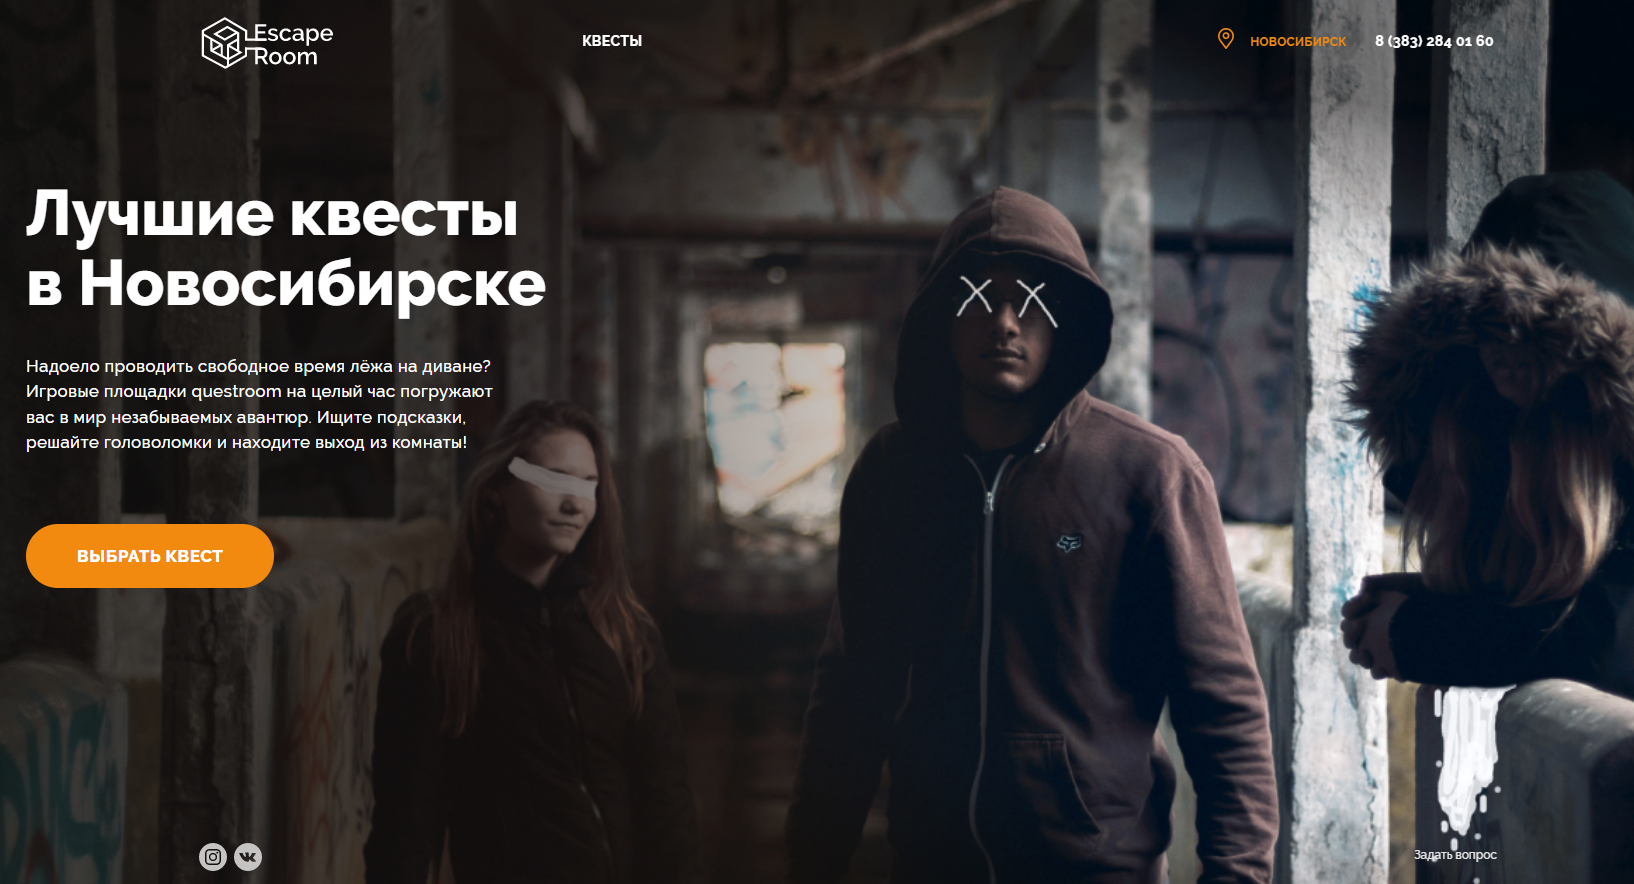 Escape
Room
КВЕСТЫ
НОВОСИБИРСК
8 (383) 284 01 60
Лучшие квесты
в Новосибирске
Надоело проводить свободное время лёжа на диване?
Игровые площадки questroom на целый час погружают
вас в мир незабываемых авантюр. Ищите подсказки,
решайте головоломки и находите выход из комнаты!
ВЫБРАТЬ КВЕСТ
Задать вопрос